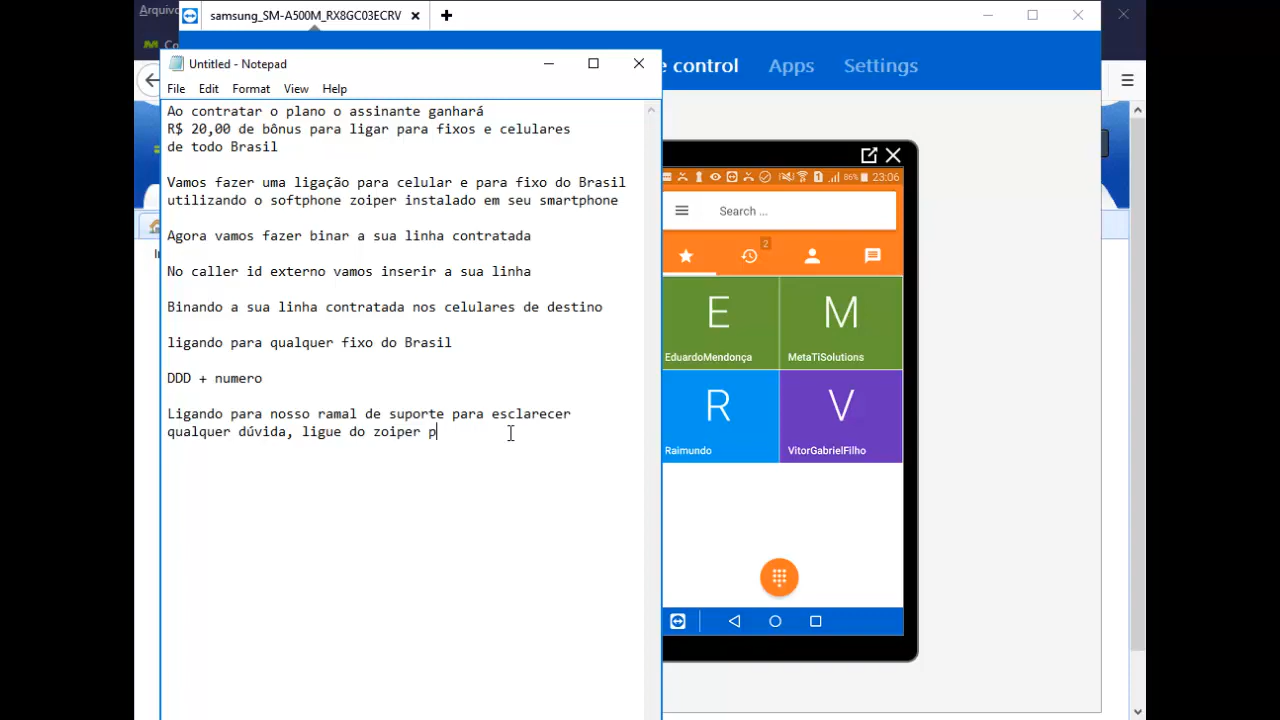 Arquivo
samsung_SM-A500M_RX8GC03ECRV
Co
Untitled - Notepad
e control
Apps
Settings
File
Edit
Format
View
Help
Ao contratar o plano o assinante ganhará
R$ 20,00 de bônus para ligar para fixos e celulares
de todo Brasil
Vamos fazer uma ligação para celular e para fixo do Brasil
utilizando o softphone zoiper instalado em seu smartphone
Agora vamos fazer binar a sua linha contratada
No caller id externo vamos inserir a sua linha
Binando a sua linha contratada nos celulares de destino
ligando para qualquer fixo do Brasil
DDD + numero
Ligando para nosso ramal de suporte para esclarecer
qualquer dúvida, ligue do zoiper p
86% 23:06
Search ...
2
E
EduardoMendonça
M
MetaTiSolutions
R
Raimundo
V
VitorGabrielFilho